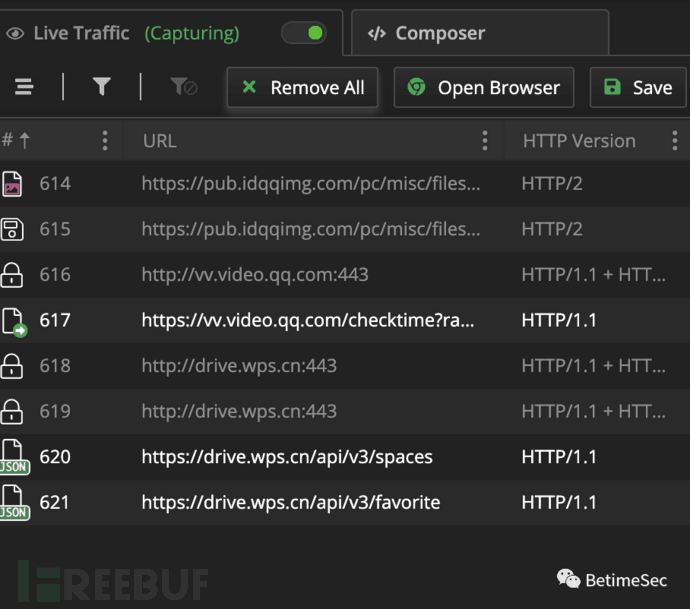 Live Traffic (Capturing) </> Composer
Remove All Open Browser Save
# URL HTTP Version
614 https://pub.idqqimg.com/pc/misc/files... HTTP/2
615 https://pub.idqqimg.com/pc/misc/files... HTTP/2
616 http://vv.video.qq.com:443 HTTP/1.1 + HTT...
617 https://vv.video.qq.com/checktime?ra... HTTP/1.1
618 http://drive.wps.cn:443 HTTP/1.1 + HTT...
619 http://drive.wps.cn:443 HTTP/1.1 + HTT...
JSON 620 https://drive.wps.cn/api/v3/spaces HTTP/1.1
JSON 621 https://drive.wps.cn/api/v3/favorite HTTP/1.1
FREEBUF BetimeSec